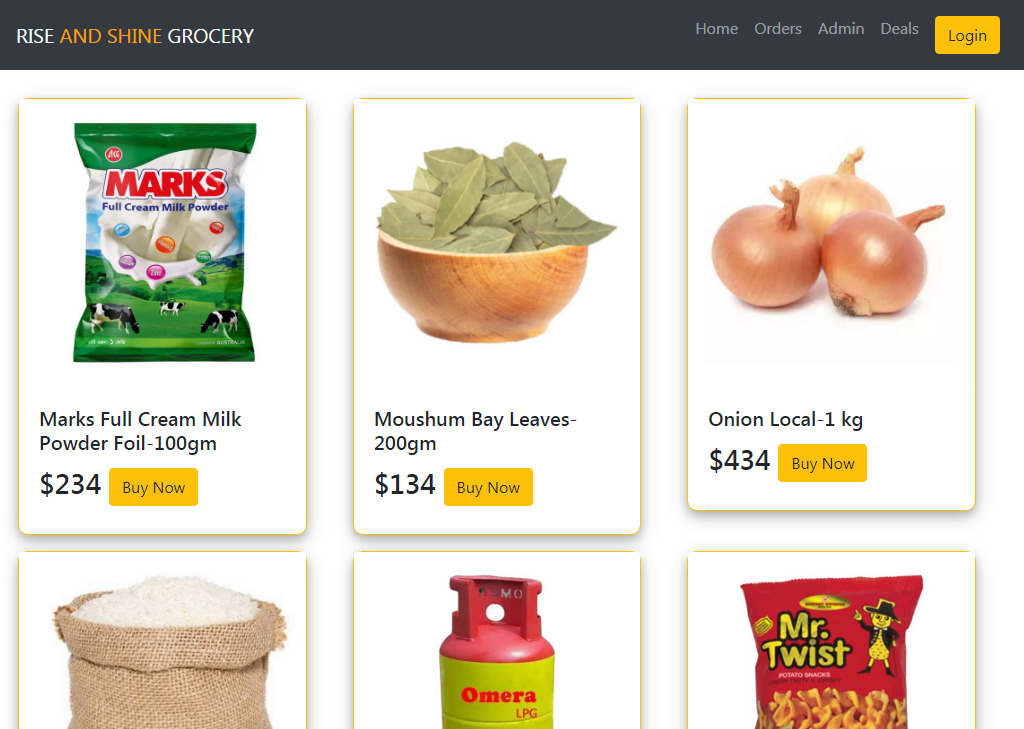 RISE AND SHINE GROCERY
Home Orders Admin Deals Login
MARKS
Full Cream Milk Powder
Zinc
AUSTRALIA
Marks Full Cream Milk
Powder Foil-100gm
$234 Buy Now
Moushum Bay Leaves-
200gm
$134 Buy Now
Onion Local-1 kg
$434 Buy Now
Omera
LPG
Mr.
Twist
POTATO SNACKS